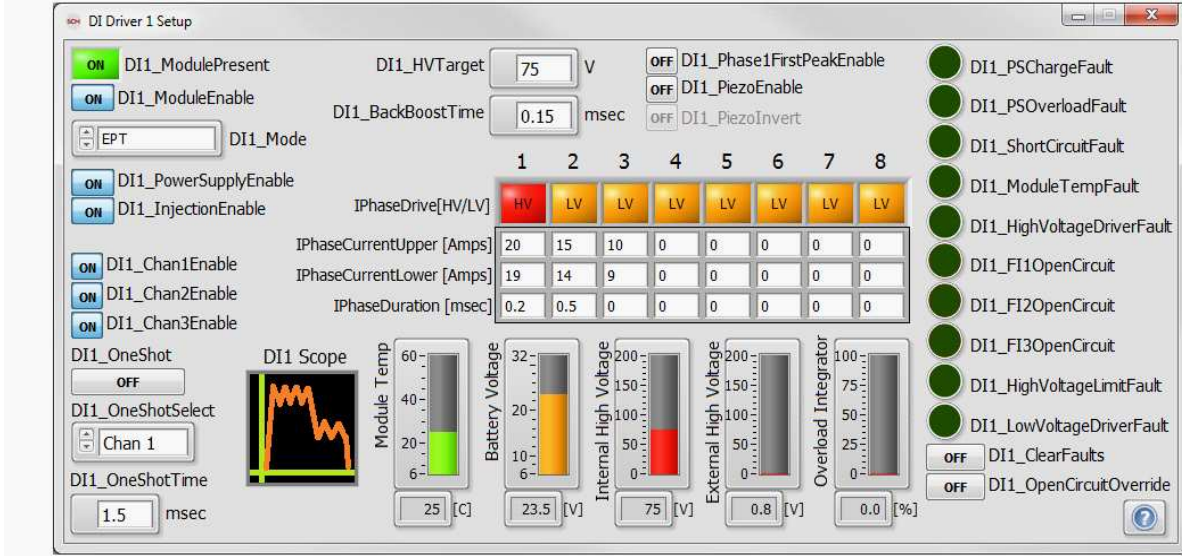 SCM DI Driver 1 Setup
ON DI1_ModulePresent
ON DI1_ModuleEnable
EPT DI1_Mode
ON DI1_PowerSupplyEnable
ON DI1_InjectionEnable
ON DI1_Chan1Enable
ON DI1_Chan2Enable
ON DI1_Chan3Enable
DI1_OneShot
OFF
DI1_OneShotSelect
Chan 1
DI1_OneShotTime
1.5 msec
DI1 Scope
DI1_HVTarget 75 V
DI1_BackBoostTime 0.15 msec
OFF DI1_Phase1FirstPeakEnable
OFF DI1_PiezoEnable
OFF DI1_PiezoInvert
1 2 3 4 5 6 7 8
IPhaseDrive[HV/LV] HV LV LV LV LV LV LV LV
IPhaseCurrentUpper [Amps] 20 15 10 0 0 0 0 0
IPhaseCurrentLower [Amps] 19 14 9 0 0 0 0 0
IPhaseDuration [msec] 0.2 0.5 0 0 0 0 0 0
Module Temp
60
40
20
6
25 [C]
Battery Voltage
32
20
10
6
23.5 [V]
Internal High Voltage
200
150
100
50
0
75 [V]
External High Voltage
200
150
100
50
0
0.8 [V]
Overload Integrator
100
75
50
25
0
0.0 [%]
DI1_PSChargeFault
DI1_PSOverloadFault
DI1_ShortCircuitFault
DI1_ModuleTempFault
DI1_HighVoltageDriverFault
DI1_FI1OpenCircuit
DI1_FI2OpenCircuit
DI1_FI3OpenCircuit
DI1_HighVoltageLimitFault
DI1_LowVoltageDriverFault
OFF DI1_ClearFaults
OFF DI1_OpenCircuitOverride
?